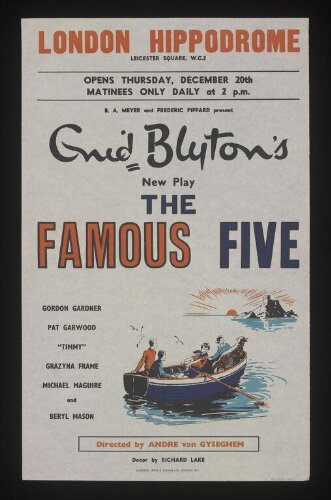 LONDON HIPPODROME
LEICESTER SQUARE, W.C.2
OPENS THURSDAY, DECEMBER 20th
MATINEES ONLY DAILY at 2 p.m.
B. A. MEYER and FREDERIC PIFFARD present
Enid Blyton's
New Play
THE
FAMOUS FIVE
GORDON GARDNER
PAT GARWOOD
"TIMMY"
GRAZYNA FRAME
MICHAEL MAGUIRE
and
BERYL MASON
Directed by ANDRE van GYSEGHEM
Decor by RICHARD LAKE